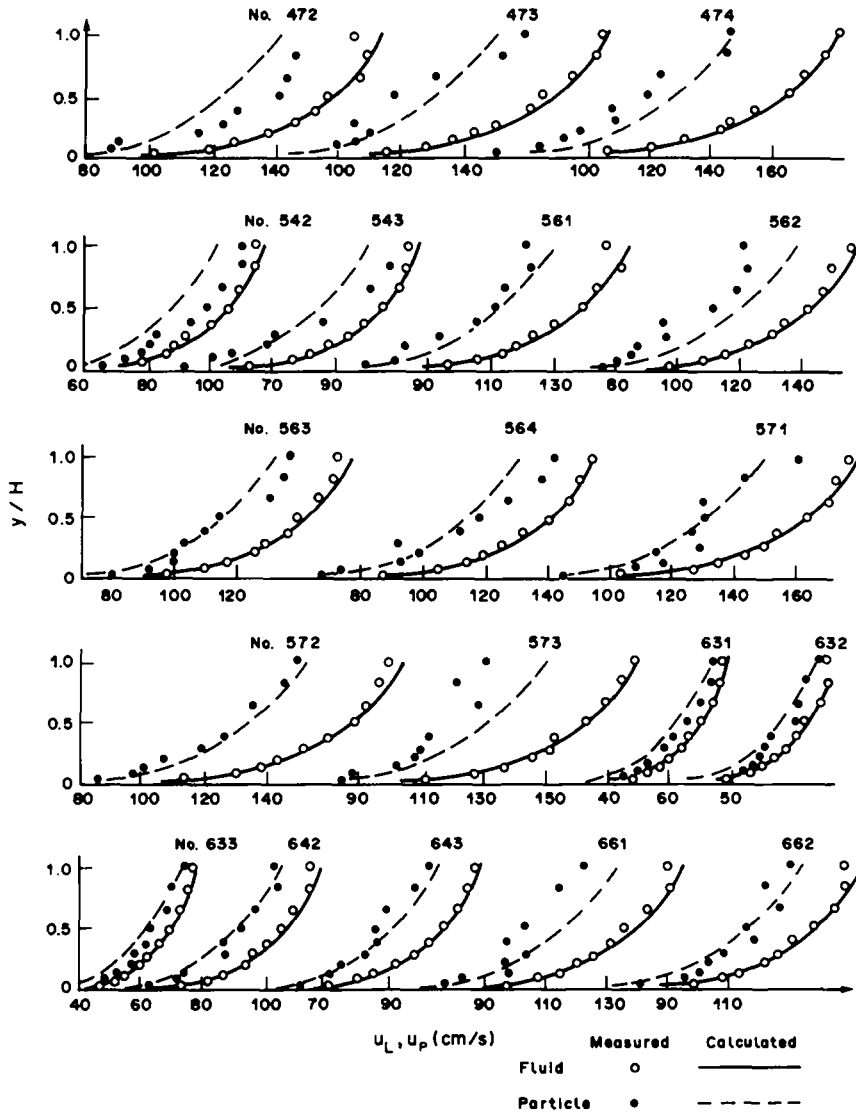 No. 472 473 474
1.0
0.5
0
80 100 120 140 100 120 140 100 120 140 160
No. 542 543 561 562
1.0
0.5
0
60 80 100 70 90 90 110 130 100 120 140
No. 563 564 571
1.0
0.5
0
80 100 120 80 100 120 140 100 120 140 160
y / H
No. 572 573 631 632
1.0
0.5
0
80 100 120 140 90 110 130 150 40 60 50
No. 633 642 643 661 662
1.0
0.5
0
40 60 80 100 70 90 110 130 90 110
u_L, u_P (cm/s)
Measured Calculated
Fluid
Particle